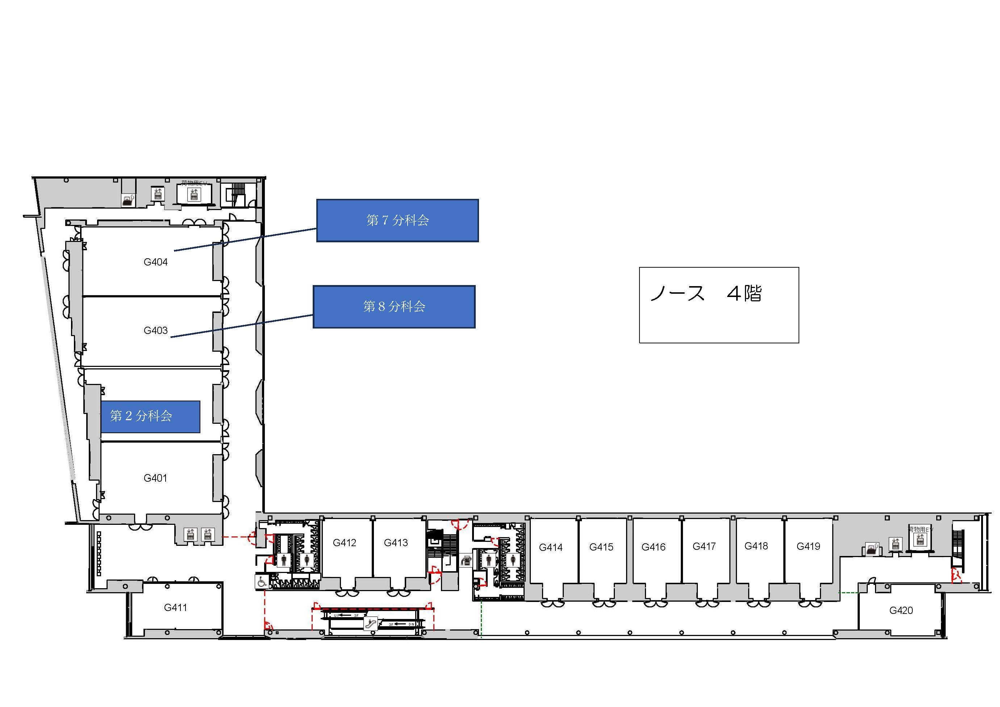 荷物用EV
第７分科会
G404
ノース　４階
第８分科会
G403
第２分科会
G401
G412
G413
G414
G415
G416
G417
G418
G419
荷物用EV
G411
G420
UP
3F
3F
DN